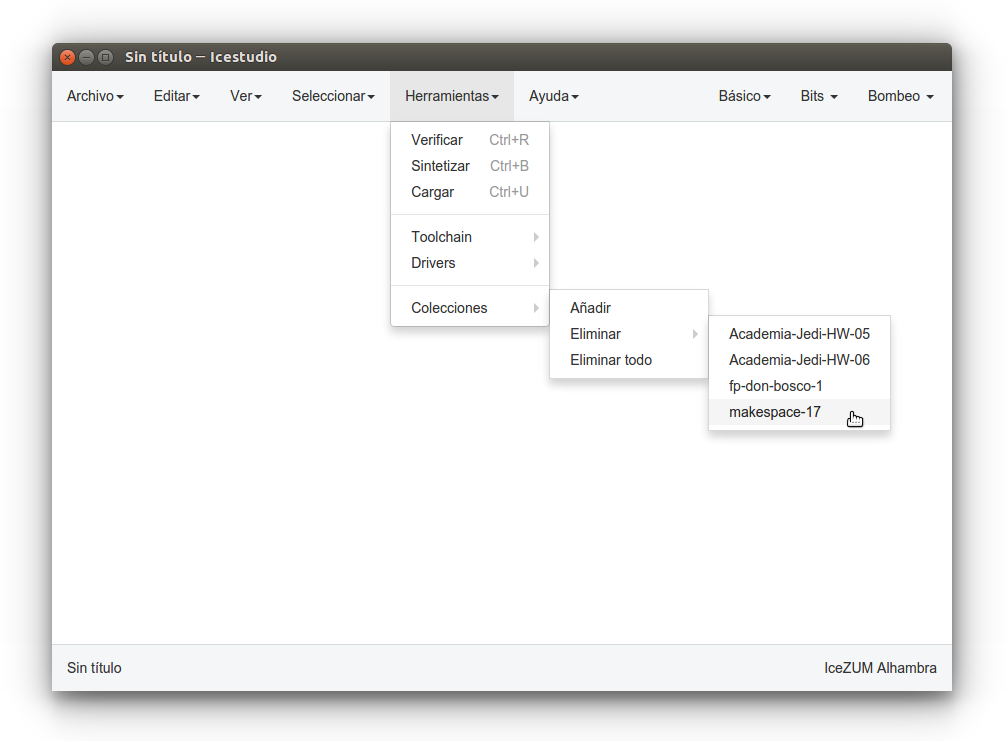 Sin título — Icestudio
Archivo Editar Ver Seleccionar Herramientas Ayuda Básico Bits Bombeo
Verificar Ctrl+R
Sintetizar Ctrl+B
Cargar Ctrl+U
Toolchain
Drivers
Colecciones
Añadir
Eliminar
Eliminar todo
Academia-Jedi-HW-05
Academia-Jedi-HW-06
fp-don-bosco-1
makespace-17
Sin título IceZUM Alhambra